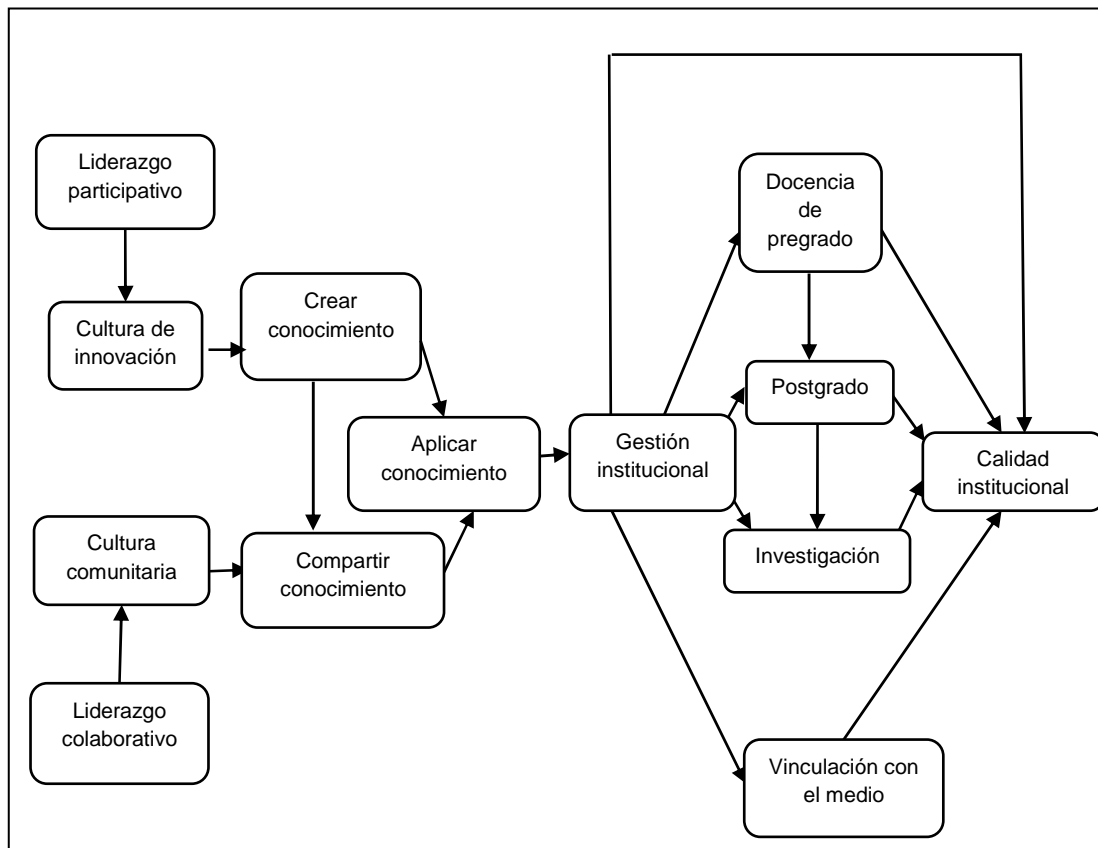 Liderazgo
participativo
Cultura de
innovación
Crear
conocimiento
Cultura
comunitaria
Compartir
conocimiento
Liderazgo
colaborativo
Aplicar
conocimiento
Gestión
institucional
Docencia
de
pregrado
Postgrado
Investigación
Vinculación con
el medio
Calidad
institucional